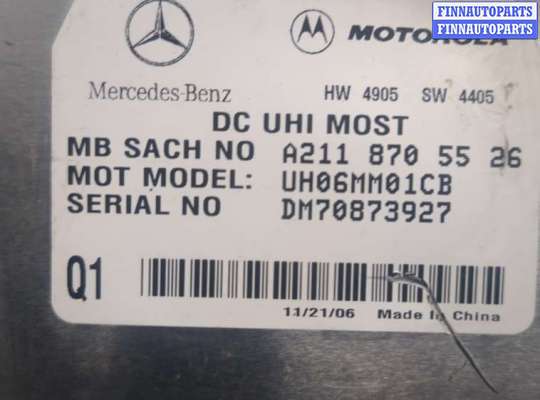 FINNAUTOPARTS
FINNAUTOPARTS
MOTOROLA
Mercedes-Benz
HW 4905 SW 4405
DC UHI MOST
MB SACH NO A211 870 55 26
MOT MODEL: UH06MM01CB
SERIAL NO DM70873927
Q1
11/21/06 Made In China